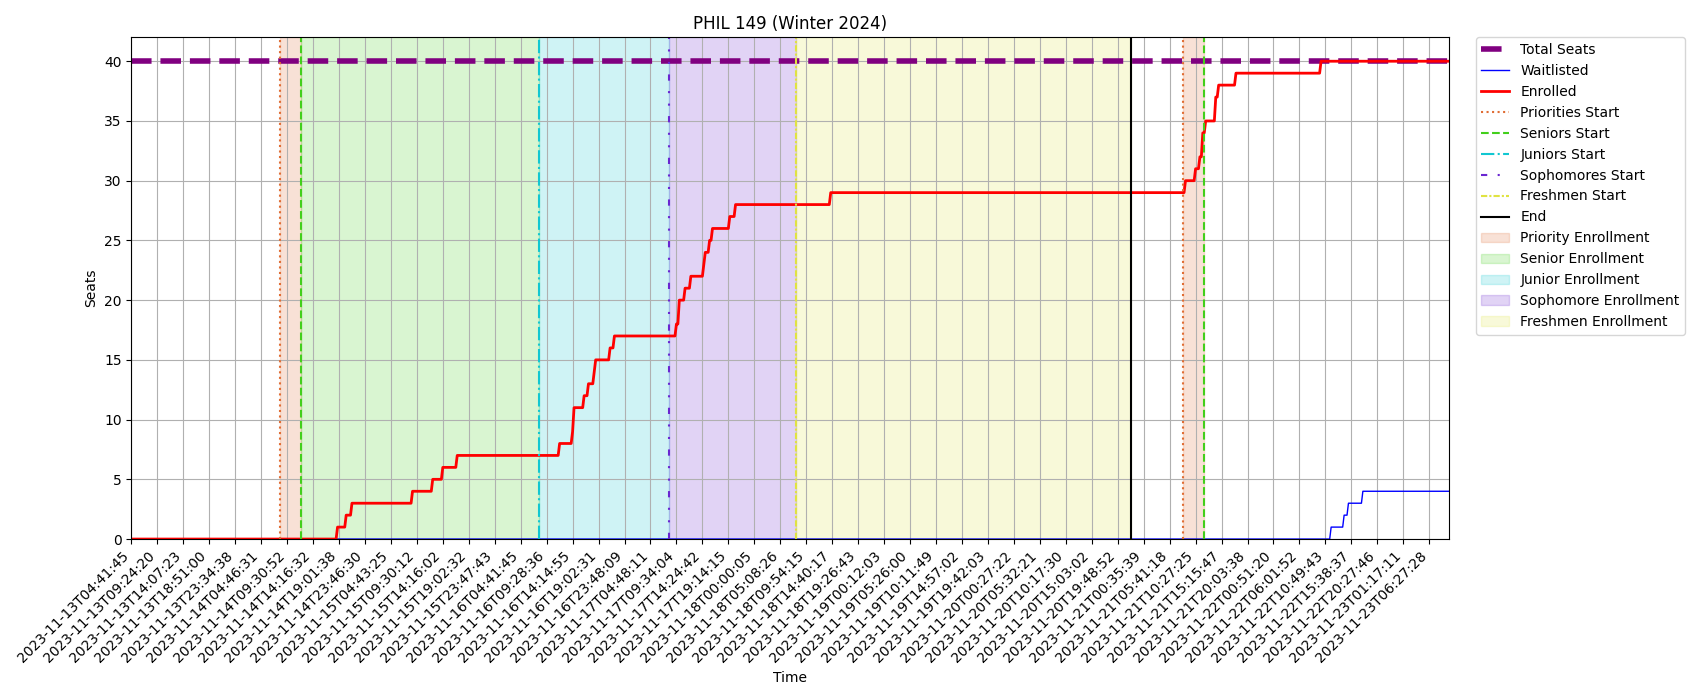 PHIL 149 (Winter 2024)
Seats
40
35
30
25
20
15
10
5
0
2023-11-13T04:41:45
2023-11-13T09:24:20
2023-11-13T14:07:23
2023-11-13T18:51:00
2023-11-13T23:34:38
2023-11-14T04:46:31
2023-11-14T09:30:52
2023-11-14T14:16:32
2023-11-14T19:01:38
2023-11-14T23:46:30
2023-11-15T04:43:25
2023-11-15T09:30:12
2023-11-15T14:16:02
2023-11-15T19:02:32
2023-11-15T23:47:43
2023-11-16T04:41:45
2023-11-16T09:28:36
2023-11-16T14:14:55
2023-11-16T19:02:31
2023-11-16T23:48:09
2023-11-17T04:48:11
2023-11-17T09:34:04
2023-11-17T14:24:42
2023-11-17T19:14:15
2023-11-18T00:00:05
2023-11-18T05:08:26
2023-11-18T09:54:15
2023-11-18T14:40:17
2023-11-18T19:26:43
2023-11-19T00:12:03
2023-11-19T05:26:00
2023-11-19T10:11:49
2023-11-19T14:57:02
2023-11-19T19:42:03
2023-11-20T00:27:22
2023-11-20T05:32:21
2023-11-20T10:17:30
2023-11-20T15:03:02
2023-11-20T19:48:52
2023-11-21T00:35:39
2023-11-21T05:41:18
2023-11-21T10:27:25
2023-11-21T15:15:47
2023-11-21T20:03:38
2023-11-22T00:51:20
2023-11-22T06:01:52
2023-11-22T10:49:43
2023-11-22T15:38:37
2023-11-22T20:27:46
2023-11-23T01:17:11
2023-11-23T06:27:28
Time
Total Seats
Waitlisted
Enrolled
Priorities Start
Seniors Start
Juniors Start
Sophomores Start
Freshmen Start
End
Priority Enrollment
Senior Enrollment
Junior Enrollment
Sophomore Enrollment
Freshmen Enrollment